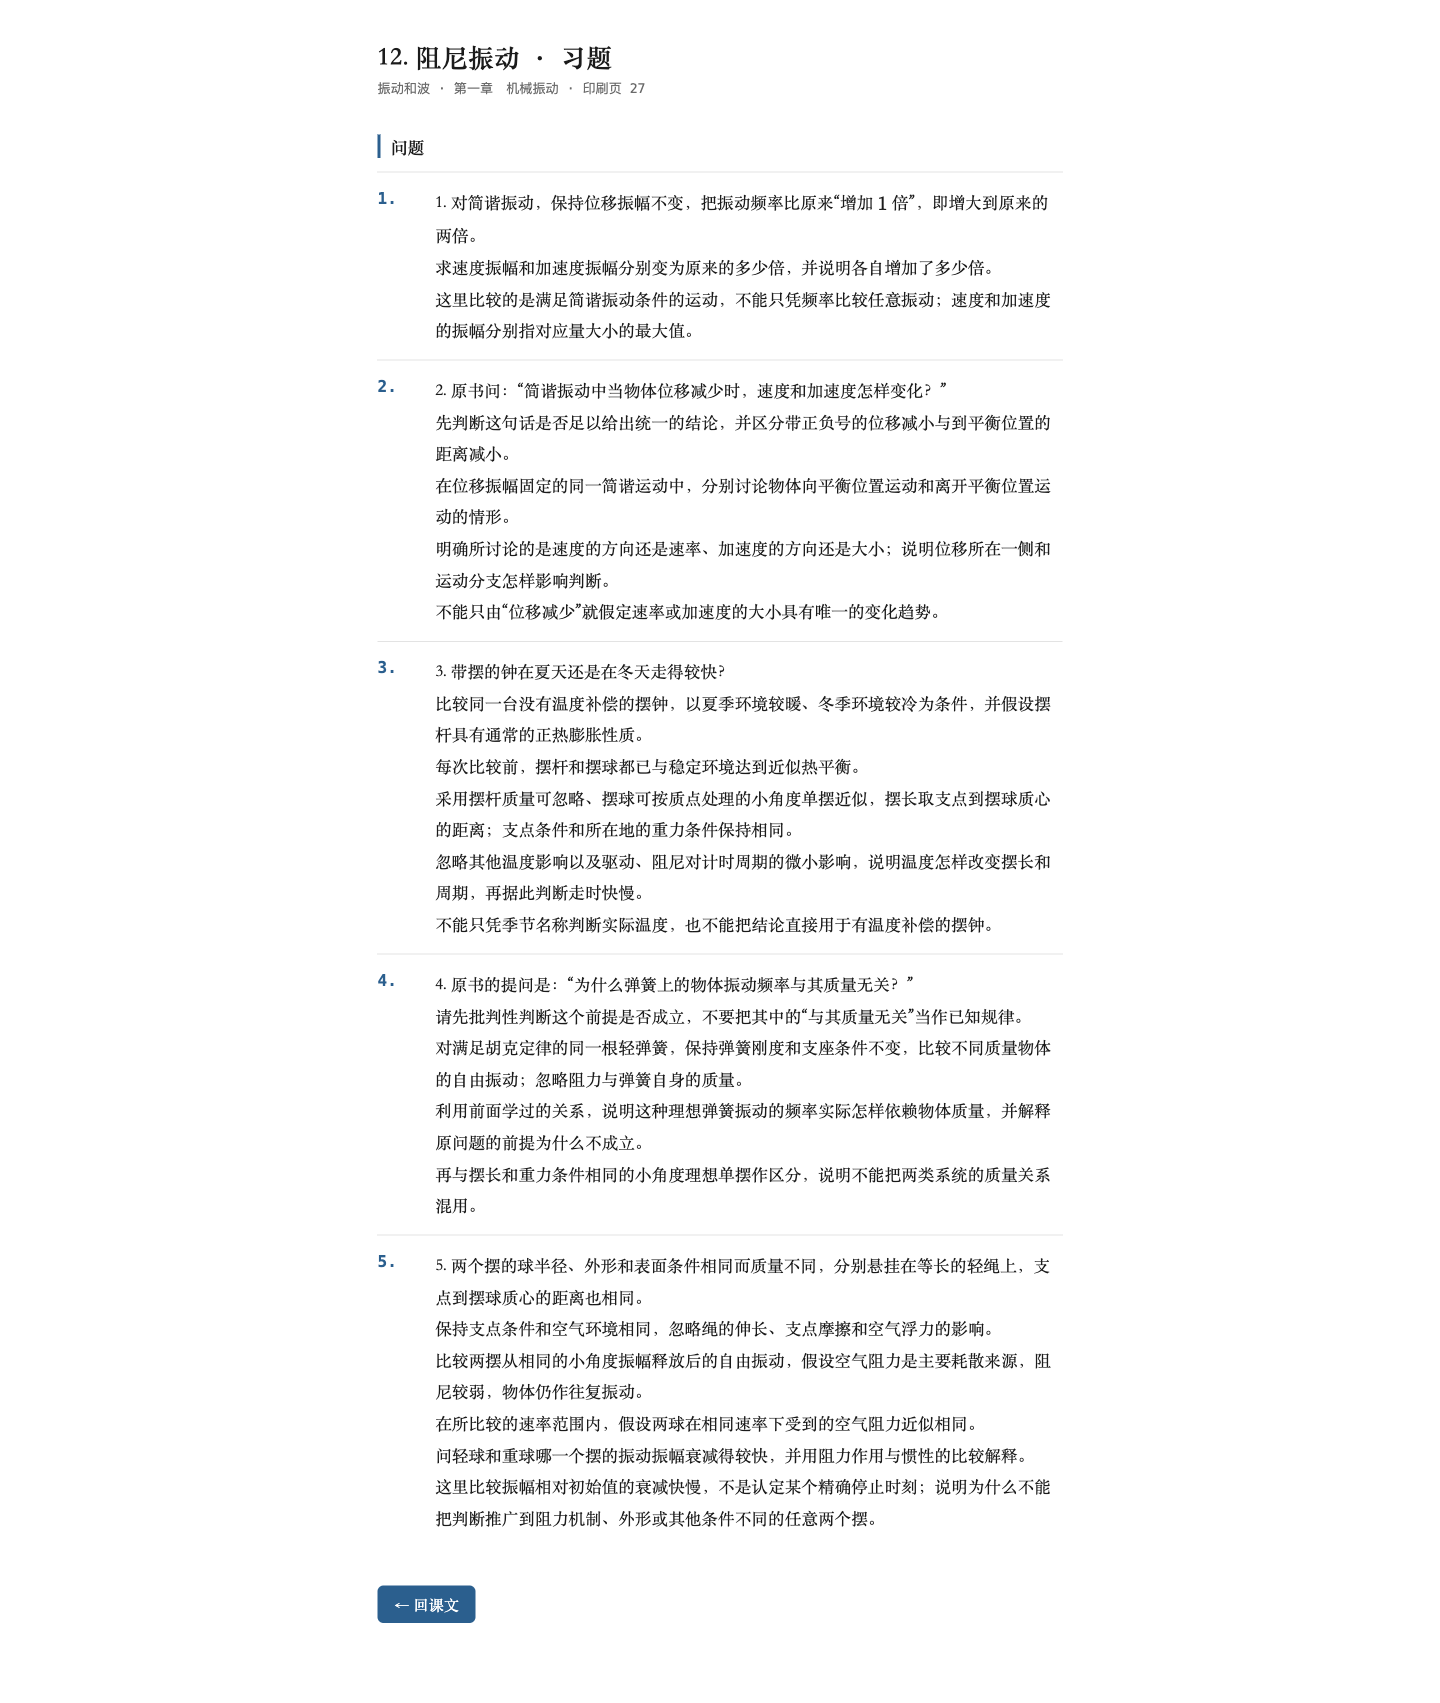 12. 阻尼振动 · 习题
振动和波 · 第一章 机械振动 · 印刷页 27
问题
1. 1. 对简谐振动，保持位移振幅不变，把振动频率比原来“增加 1 倍”，即增大到原来的
两倍。
求速度振幅和加速度振幅分别变为原来的多少倍，并说明各自增加了多少倍。
这里比较的是满足简谐振动条件的运动，不能只凭频率比较任意振动；速度和加速度
的振幅分别指对应量大小的最大值。
2. 2. 原书问：“简谐振动中当物体位移减少时，速度和加速度怎样变化？”
先判断这句话是否足以给出统一的结论，并区分带正负号的位移减小与到平衡位置的
距离减小。
在位移振幅固定的同一简谐运动中，分别讨论物体向平衡位置运动和离开平衡位置运
动的情形。
明确所讨论的是速度的方向还是速率、加速度的方向还是大小；说明位移所在一侧和
运动分支怎样影响判断。
不能只由“位移减少”就假定速率或加速度的大小具有唯一的变化趋势。
3. 3. 带摆的钟在夏天还是在冬天走得较快？
比较同一台没有温度补偿的摆钟，以夏季环境较暖、冬季环境较冷为条件，并假设摆
杆具有通常的正热膨胀性质。
每次比较前，摆杆和摆球都已与稳定环境达到近似热平衡。
采用摆杆质量可忽略、摆球可按质点处理的小角度单摆近似，摆长取支点到摆球质心
的距离；支点条件和所在地的重力条件保持相同。
忽略其他温度影响以及驱动、阻尼对计时周期的微小影响，说明温度怎样改变摆长和
周期，再据此判断走时快慢。
不能只凭季节名称判断实际温度，也不能把结论直接用于有温度补偿的摆钟。
4. 4. 原书的提问是：“为什么弹簧上的物体振动频率与其质量无关？”
请先批判性判断这个前提是否成立，不要把其中的“与其质量无关”当作已知规律。
对满足胡克定律的同一根轻弹簧，保持弹簧刚度和支座条件不变，比较不同质量物体
的自由振动；忽略阻力与弹簧自身的质量。
利用前面学过的关系，说明这种理想弹簧振动的频率实际怎样依赖物体质量，并解释
原问题的前提为什么不成立。
再与摆长和重力条件相同的小角度理想单摆作区分，说明不能把两类系统的质量关系
混用。
5. 5. 两个摆的球半径、外形和表面条件相同而质量不同，分别悬挂在等长的轻绳上，支
点到摆球质心的距离也相同。
保持支点条件和空气环境相同，忽略绳的伸长、支点摩擦和空气浮力的影响。
比较两摆从相同的小角度振幅释放后的自由振动，假设空气阻力是主要耗散来源，阻
尼较弱，物体仍作往复振动。
在所比较的速率范围内，假设两球在相同速率下受到的空气阻力近似相同。
问轻球和重球哪一个摆的振动振幅衰减得较快，并用阻力作用与惯性的比较解释。
这里比较振幅相对初始值的衰减快慢，不是认定某个精确停止时刻；说明为什么不能
把判断推广到阻力机制、外形或其他条件不同的任意两个摆。
← 回课文